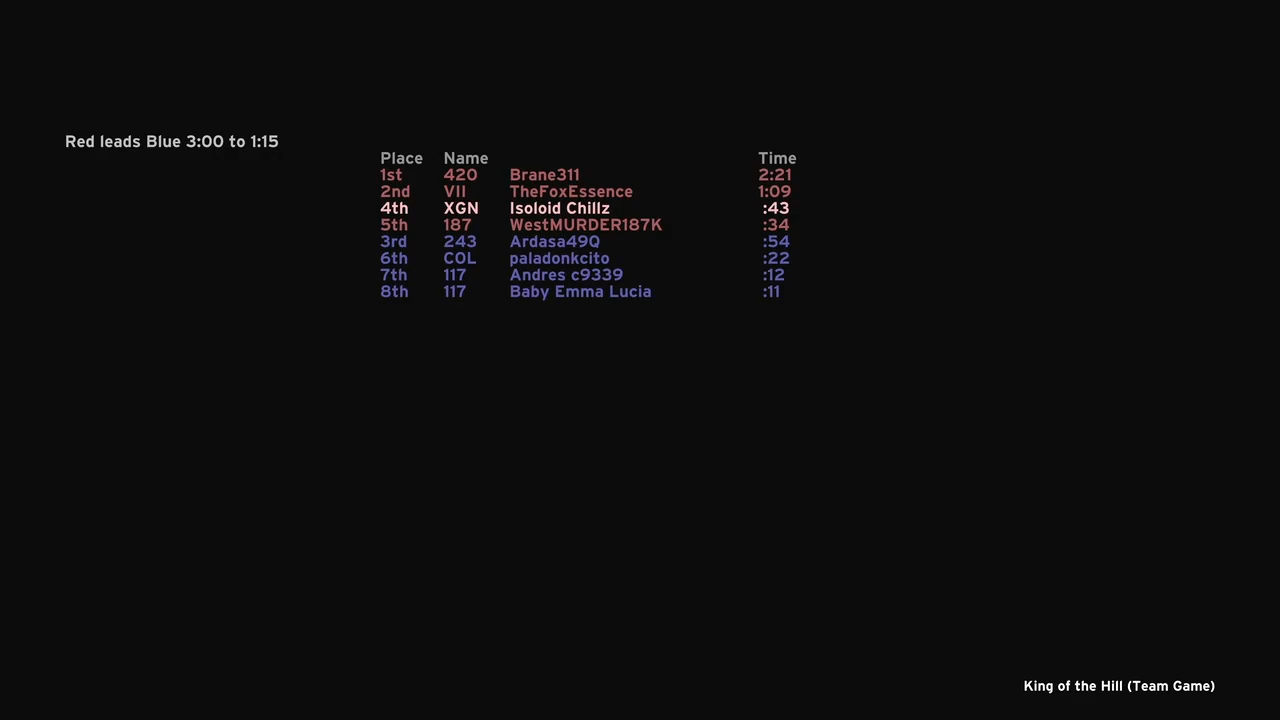 Red leads Blue 3:00 to 1:15
Place Name Time
1st 420 Brane311 2:21
2nd VII TheFoxEssence 1:09
4th XGN Isoloid Chillz :43
5th 187 WestMURDER187K :34
3rd 243 Ardasa49Q :54
6th COL paladonkcito :22
7th 117 Andres c9339 :12
8th 117 Baby Emma Lucia :11
King of the Hill (Team Game)